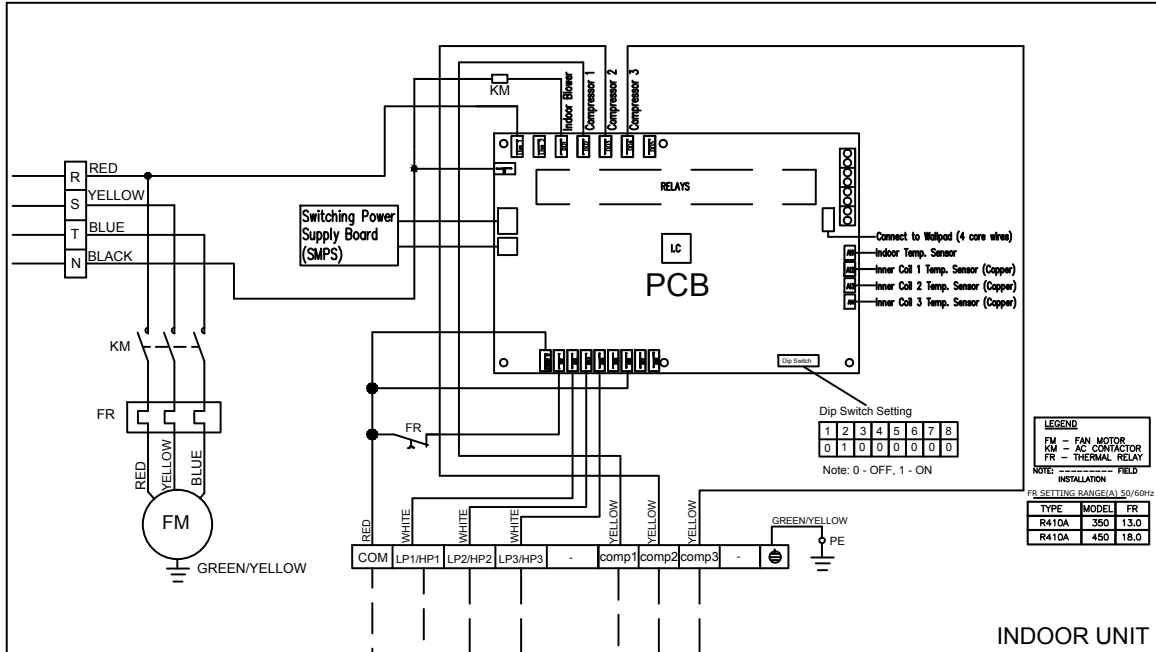 KM
Indoor Blower
Compressor 1
Compressor 2
Compressor 3
R
RED
S
YELLOW
T
BLUE
N
BLACK
RELAYS
Switching Power
Supply Board
(SMPS)
I.C
PCB
Connect to Wallpad (4 core wires)
Indoor Temp. Sensor
Inner Coil 1 Temp. Sensor (Copper)
Inner Coil 2 Temp. Sensor (Copper)
Inner Coil 3 Temp. Sensor (Copper)
KM
FR
RED
YELLOW
BLUE
FM
GREEN/YELLOW
FR
Dip Switch
Dip Switch Setting
1 2 3 4 5 6 7 8
0 1 0 0 0 0 0 0
Note: 0 - OFF, 1 - ON
LEGEND
FM - FAN MOTOR
KM - AC CONTACTOR
FR - THERMAL RELAY
NOTE: --------- FIELD
INSTALLATION
FR SETTING RANGE(A) 50/60Hz
TYPE MODEL FR
R410A 350 13.0
R410A 450 18.0
RED
WHITE
WHITE
WHITE
YELLOW
YELLOW
YELLOW
GREEN/YELLOW
PE
COM LP1/HP1 LP2/HP2 LP3/HP3 - comp1 comp2 comp3 -
INDOOR UNIT